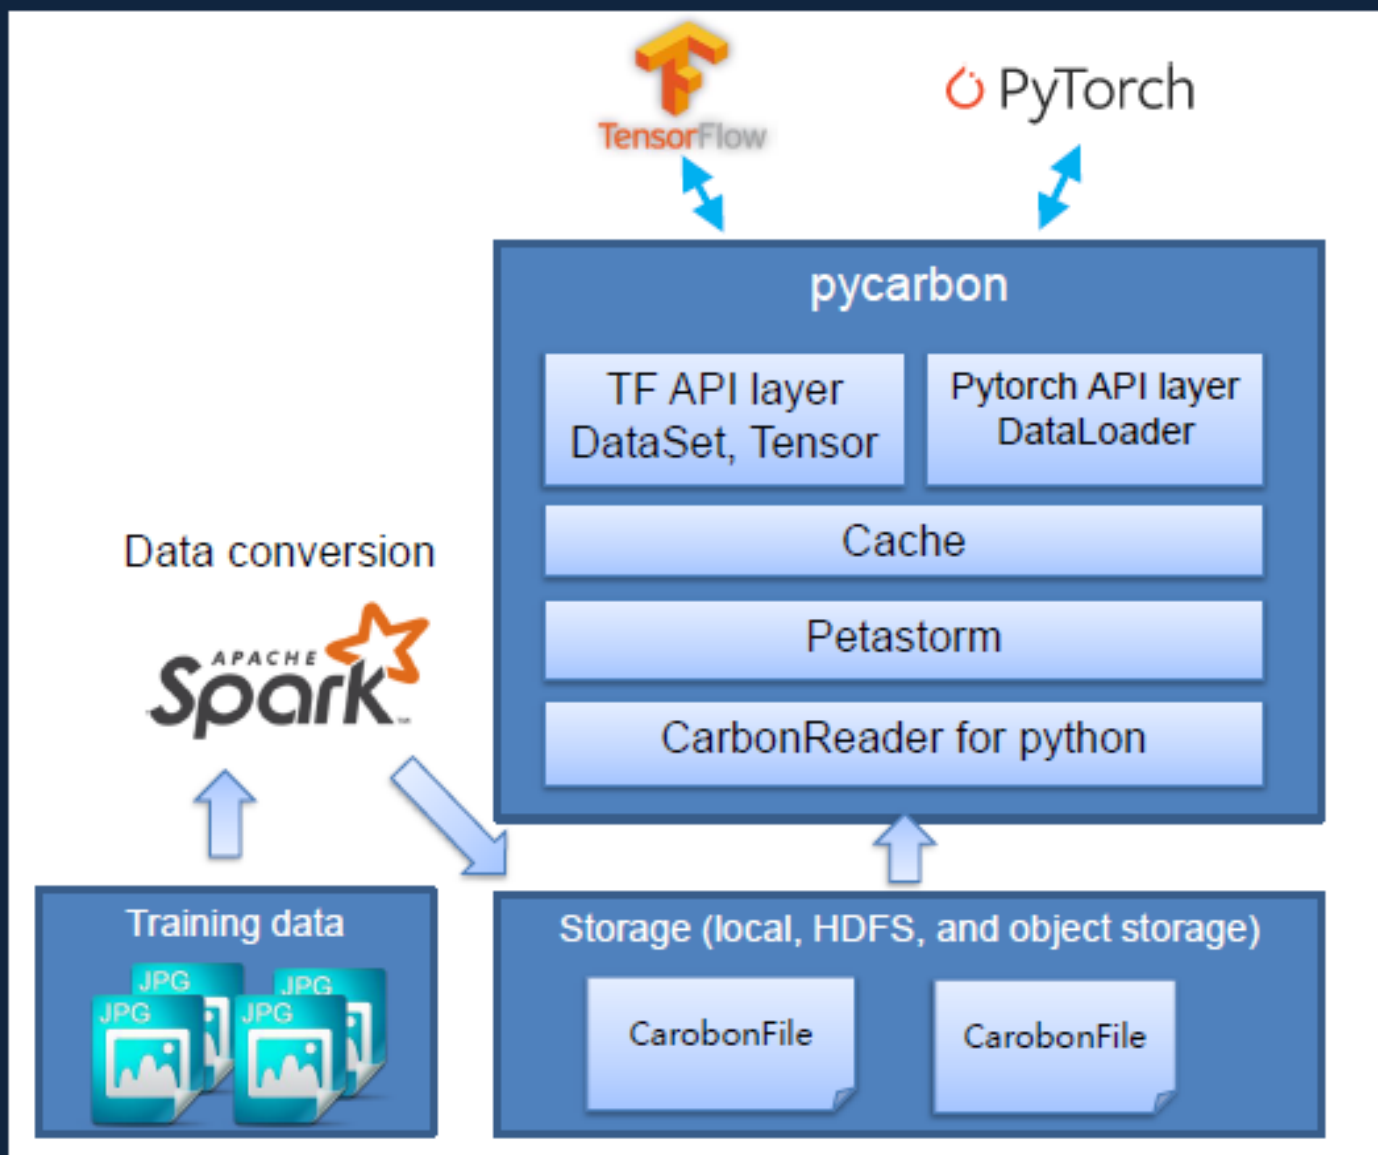 TensorFlow
PyTorch
pycarbon
TF API layer
DataSet, Tensor
Pytorch API layer
DataLoader
Cache
Petastorm
CarbonReader for python
Data conversion
APACHE
Spark
Training data
JPG
JPG
JPG
JPG
Storage (local, HDFS, and object storage)
CarobonFile
CarobonFile